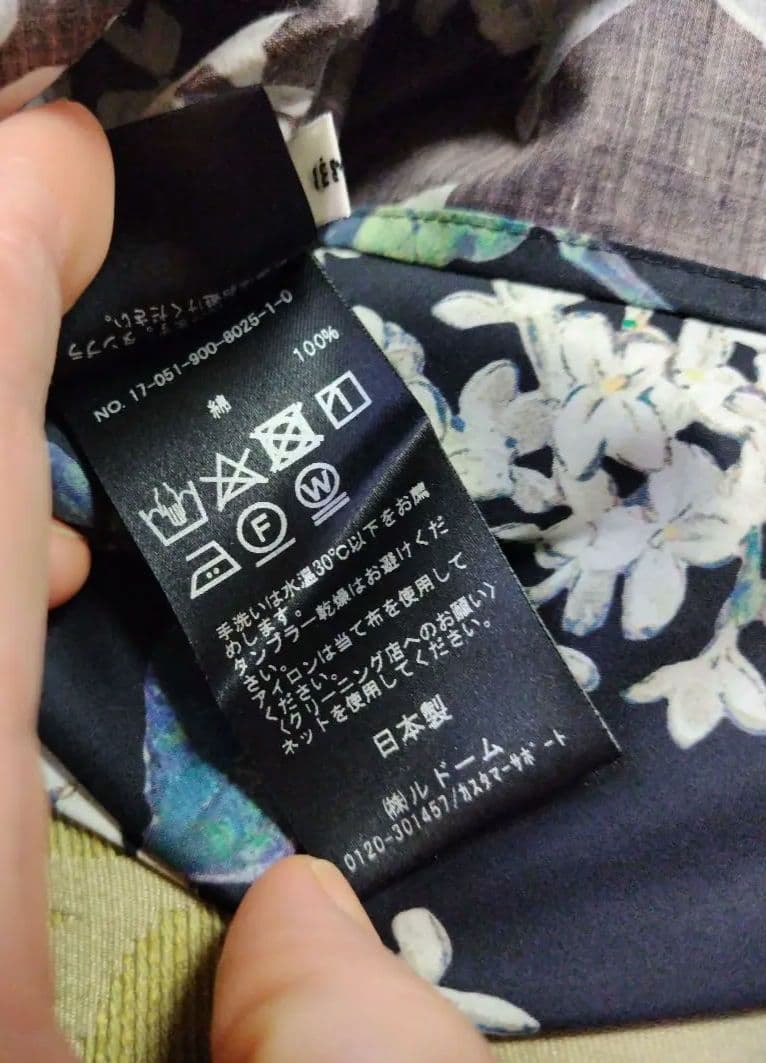 NO. 17-051-900-8025-1-0
綿 100%
F W
手洗いは水温30℃以下をお薦
めします。
タンブラー乾燥はお避けくだ
さい。
アイロンは当て布を使用して
ください。
〈クリーニング店へのお願い〉
ネットを使用してください。
日本製
㈱ルドーム
0120-301457/カスタマーサポート